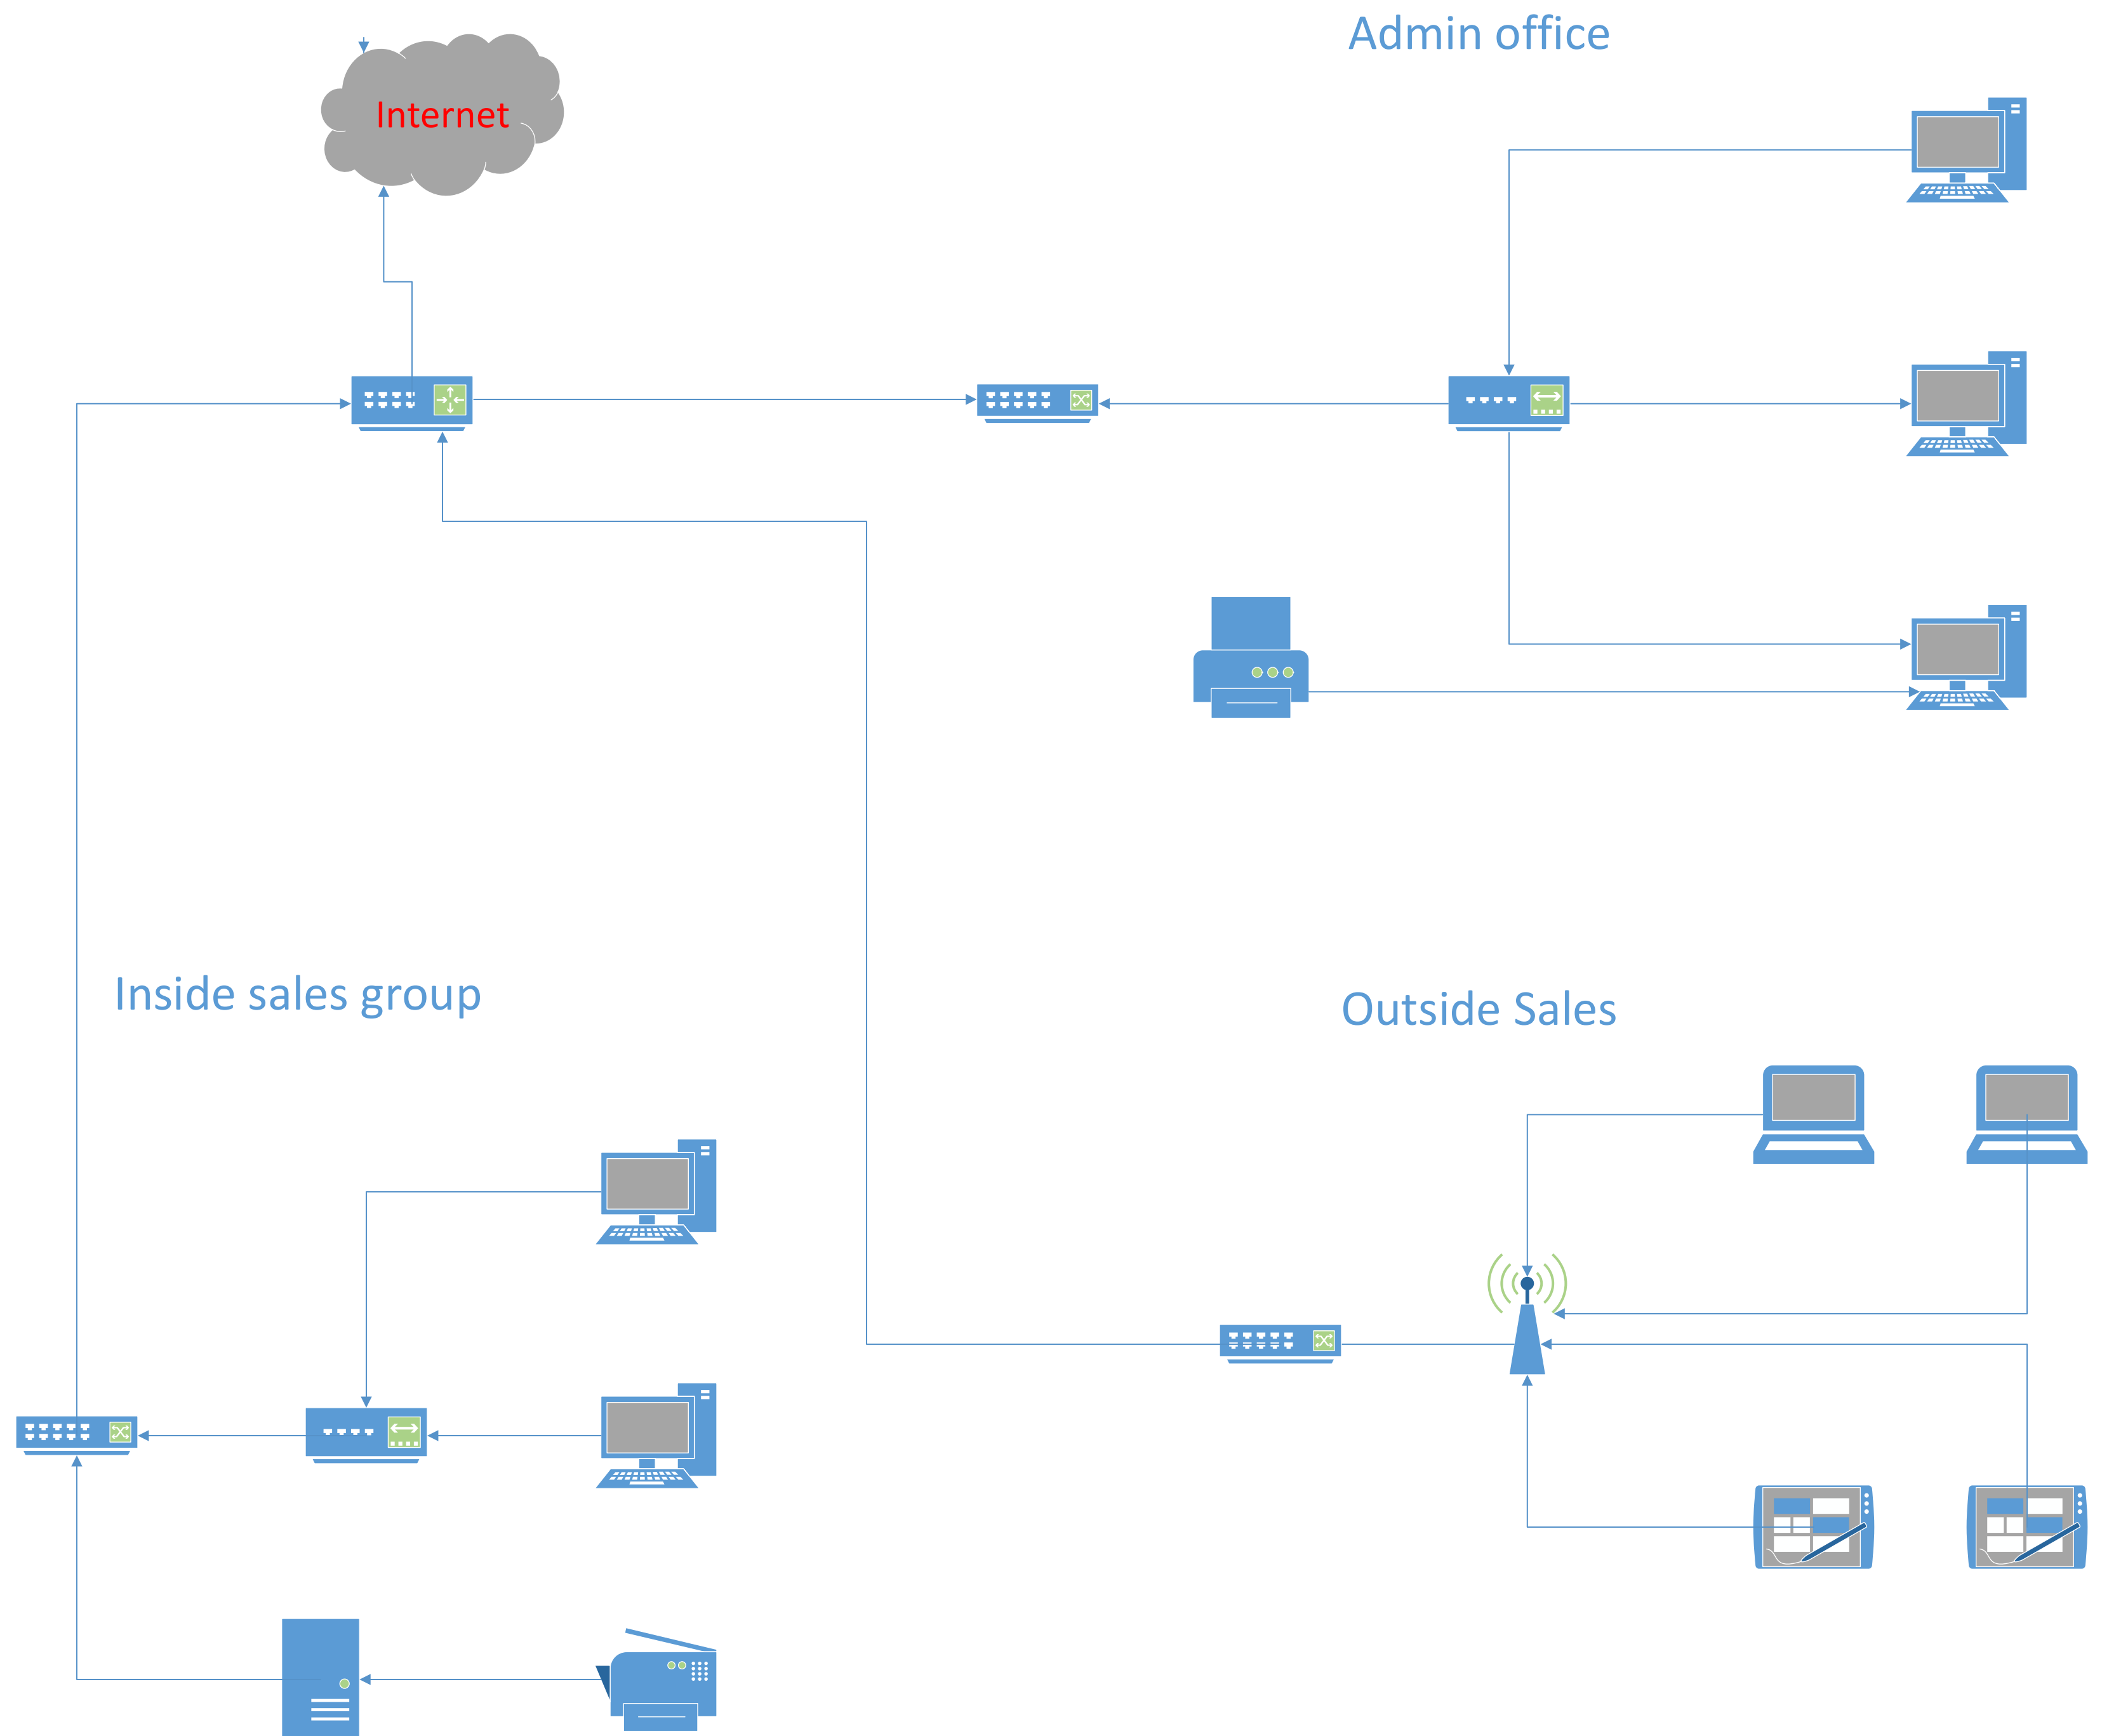 Admin office
Internet
Inside sales group
Outside Sales